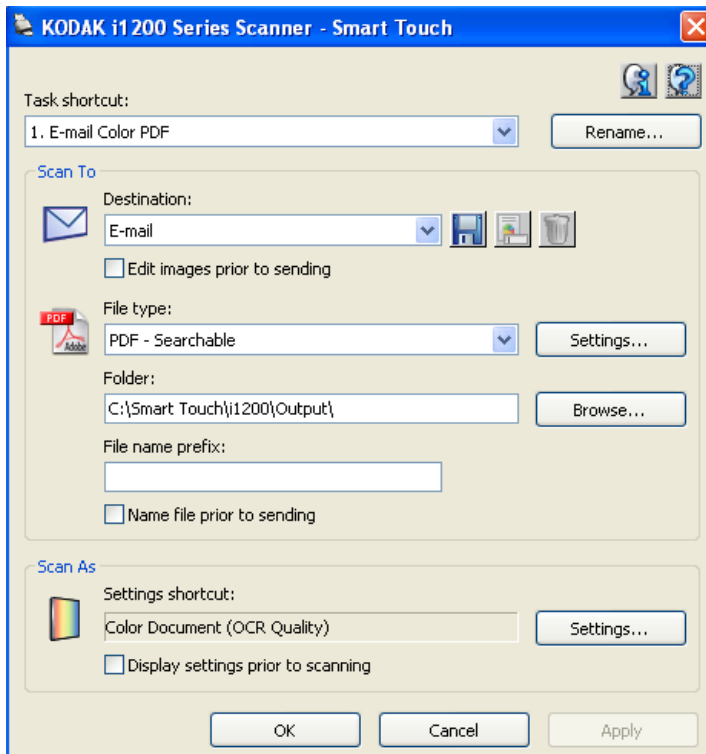 KODAK i1200 Series Scanner - Smart Touch
Task shortcut:
1. E-mail Color PDF
Rename...
Scan To
Destination:
E-mail
Edit images prior to sending
PDF
Adobe
File type:
PDF - Searchable
Settings...
Folder:
C:\Smart Touch\i1200\Output\
Browse...
File name prefix:
Name file prior to sending
Scan As
Settings shortcut:
Color Document (OCR Quality)
Settings...
Display settings prior to scanning
OK
Cancel
Apply